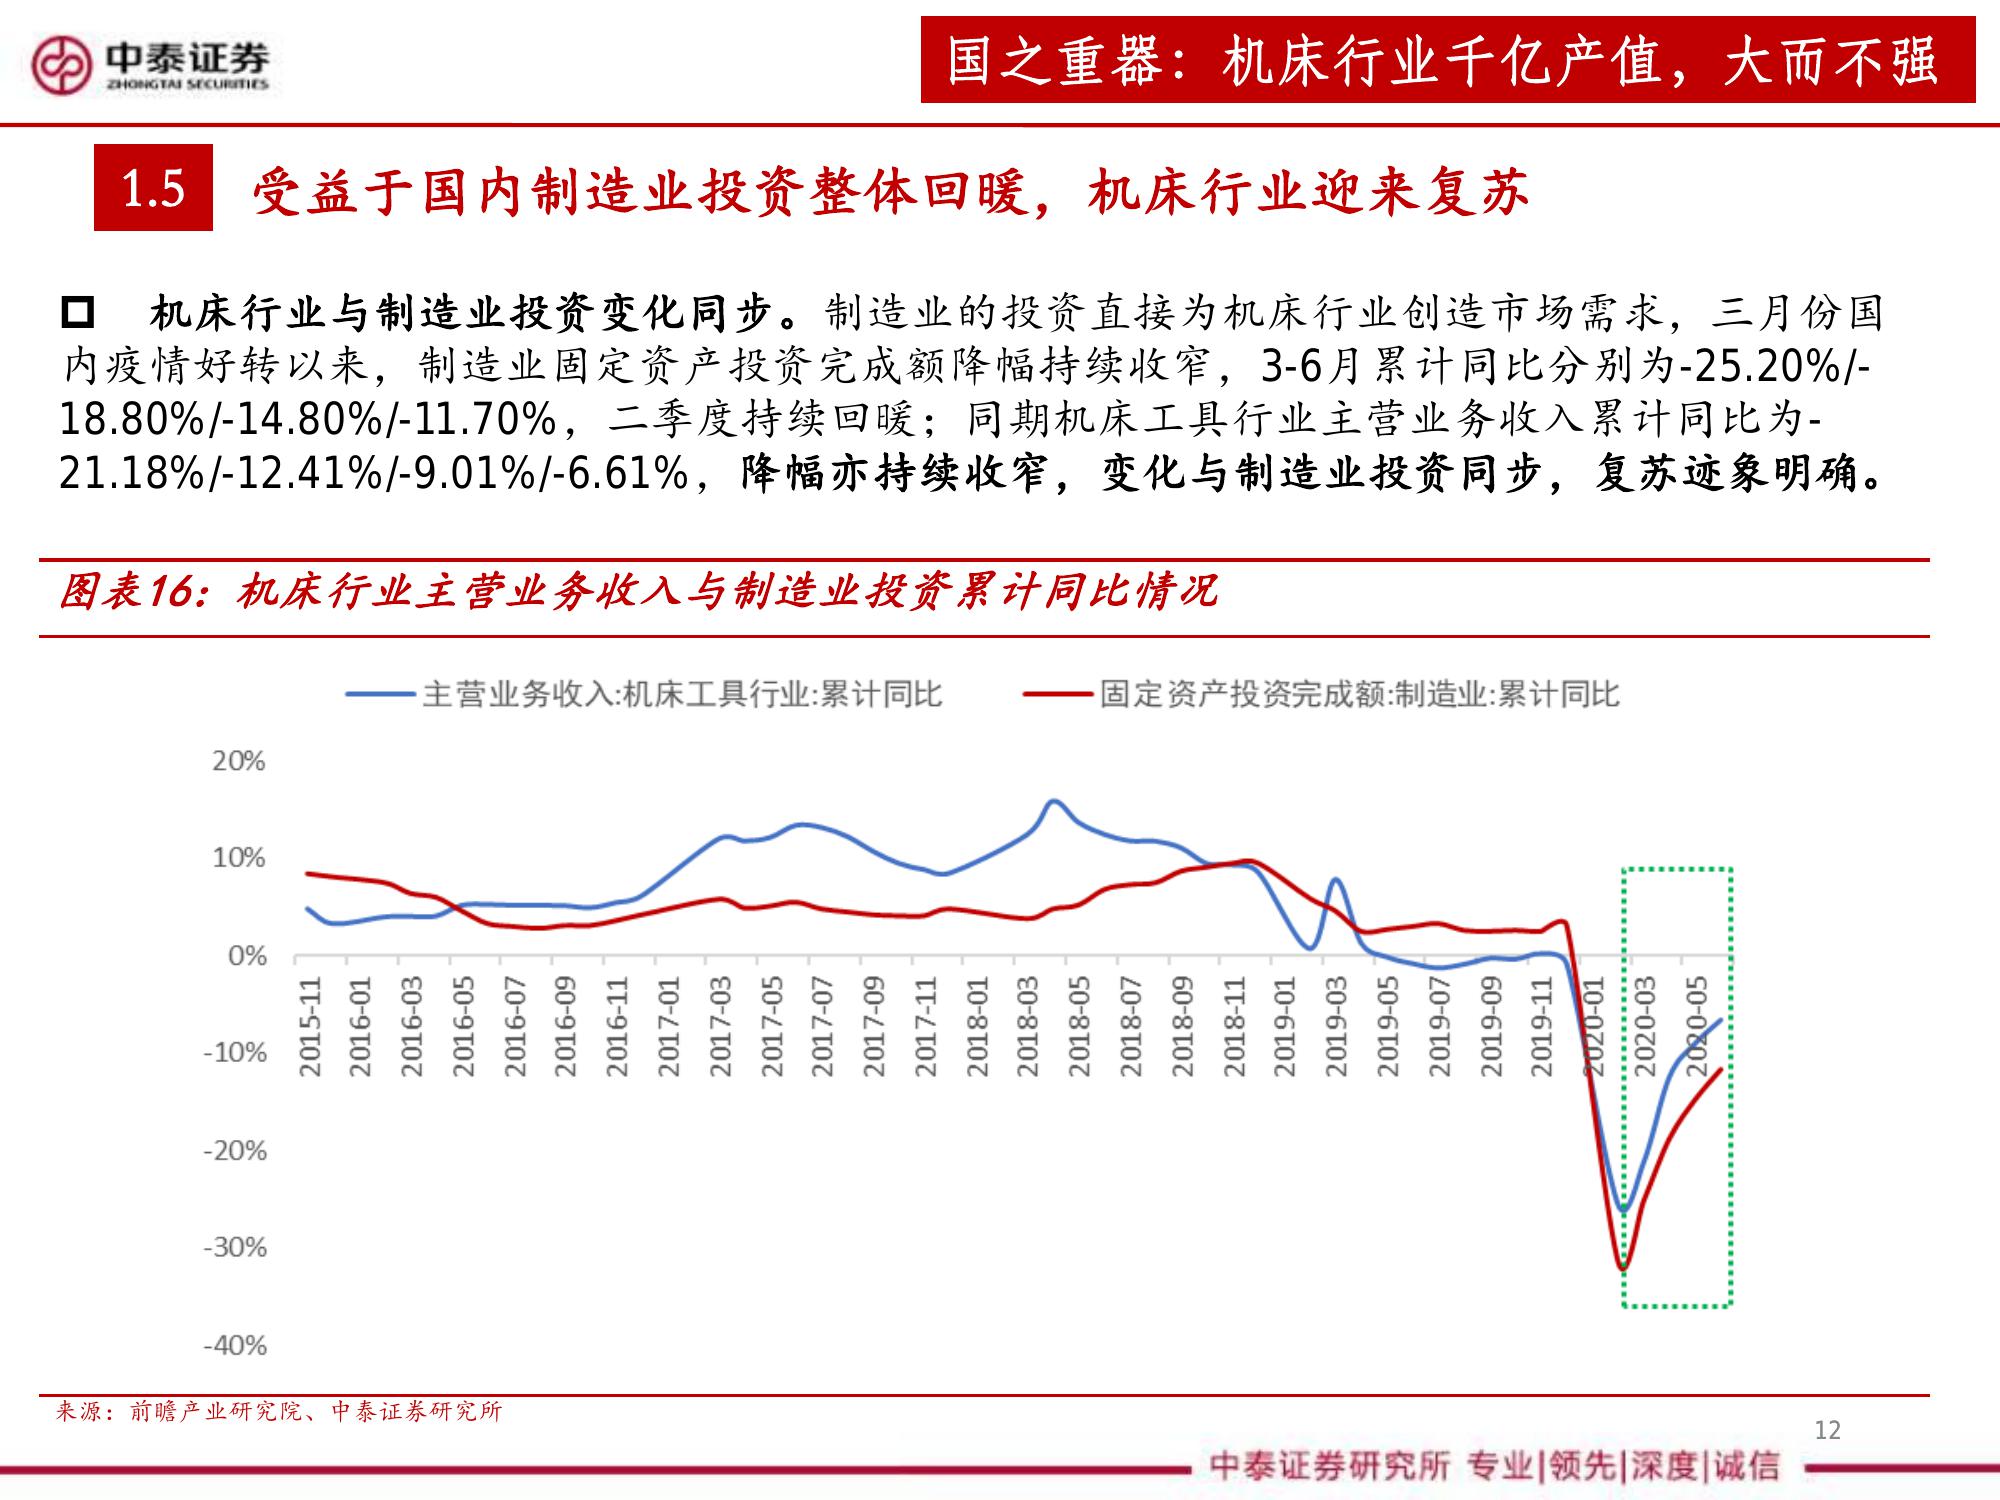 中泰证券
ZHONGTAI SECURITIES
国之重器：机床行业千亿产值，大而不强
1.5
受益于国内制造业投资整体回暖，机床行业迎来复苏
机床行业与制造业投资变化同步。制造业的投资直接为机床行业创造市场需求，三月份国
内疫情好转以来，制造业固定资产投资完成额降幅持续收窄，3-6月累计同比分别为-25.20%/-
18.80%/-14.80%/-11.70%，二季度持续回暖；同期机床工具行业主营业务收入累计同比为-
21.18%/-12.41%/-9.01%/-6.61%，降幅亦持续收窄，变化与制造业投资同步，复苏迹象明确。
图表16：机床行业主营业务收入与制造业投资累计同比情况
主营业务收入:机床工具行业:累计同比
固定资产投资完成额:制造业:累计同比
20%
10%
0%
-10%
-20%
-30%
-40%
2015-11
2016-01
2016-03
2016-05
2016-07
2016-09
2016-11
2017-01
2017-03
2017-05
2017-07
2017-09
2017-11
2018-01
2018-03
2018-05
2018-07
2018-09
2018-11
2019-01
2019-03
2019-05
2019-07
2019-09
2019-11
2020-01
2020-03
2020-05
来源：前瞻产业研究院、中泰证券研究所
12
中泰证券研究所 专业|领先|深度|诚信